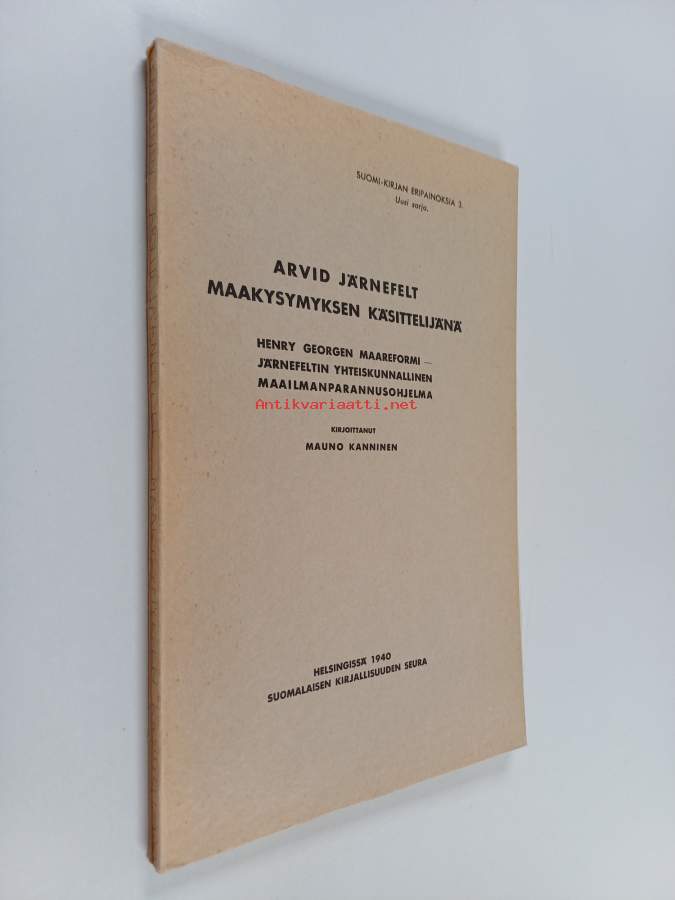 SUOMI-KIRJAN ERIPAINOKSIA 3.
Uusi sarja.
ARVID JÄRNEFELT
MAAKYSYMYKSEN KÄSITTELIJÄNÄ
HENRY GEORGEN MAAREFORMI —
JÄRNEFELTIN YHTEISKUNNALLINEN
MAAILMANPARANNUSOHJELMA
Antikvariaatti.net
KIRJOITTANUT
MAUNO KANNINEN
HELSINGISSÄ 1940
SUOMALAISEN KIRJALLISUUDEN SEURA